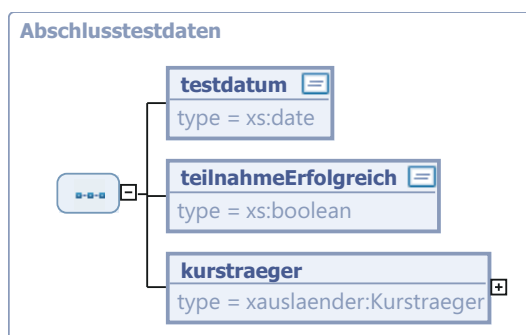 Abschlusstestdaten
testdatum
type = xs:date
teilnahmeErfolgreich
type = xs:boolean
kurstraeger
type = xauslaender:Kurstraeger